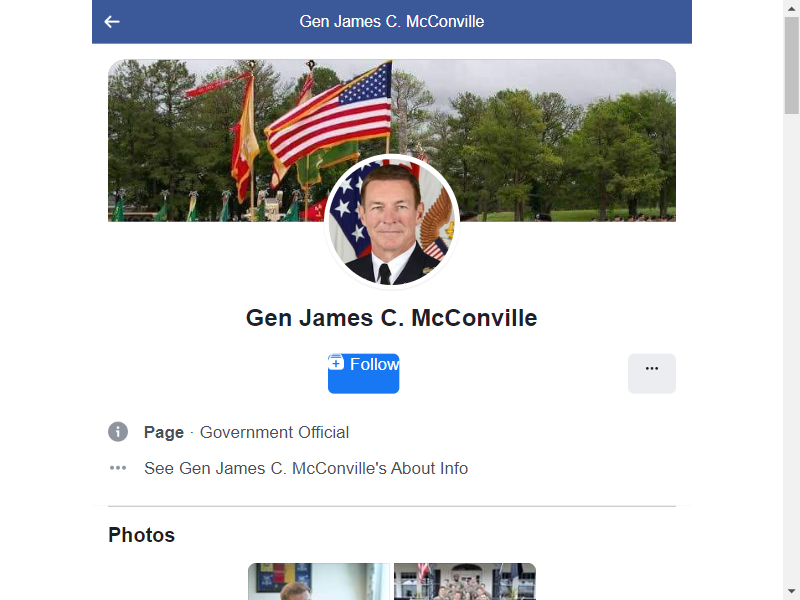 Gen James C. McConville
Gen James C. McConville
Follow
Page · Government Official
See Gen James C. McConville's About Info
Photos